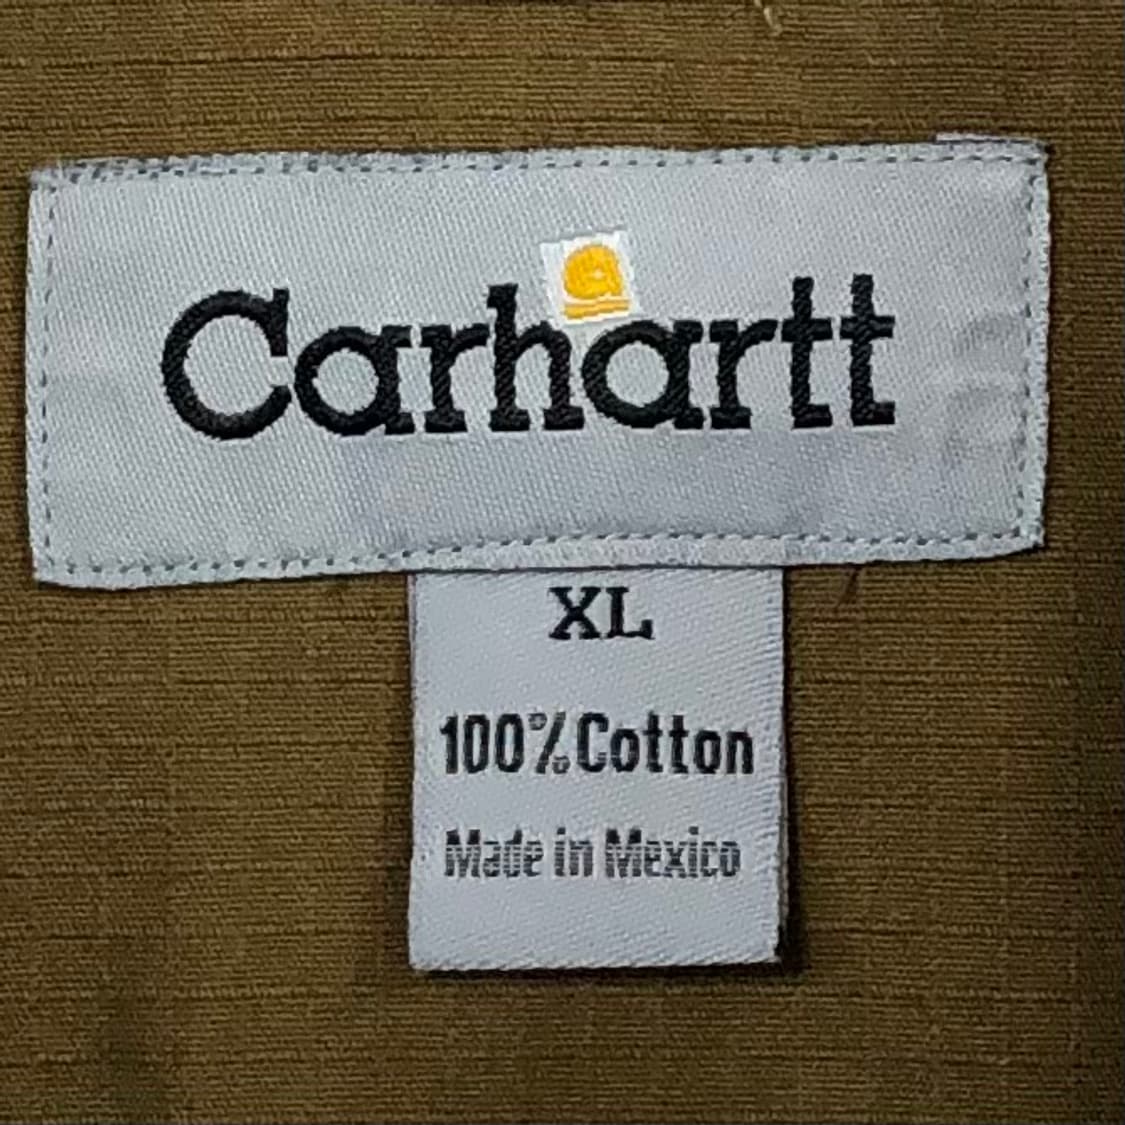 Carhartt
XL
100% Cotton
Made in Mexico